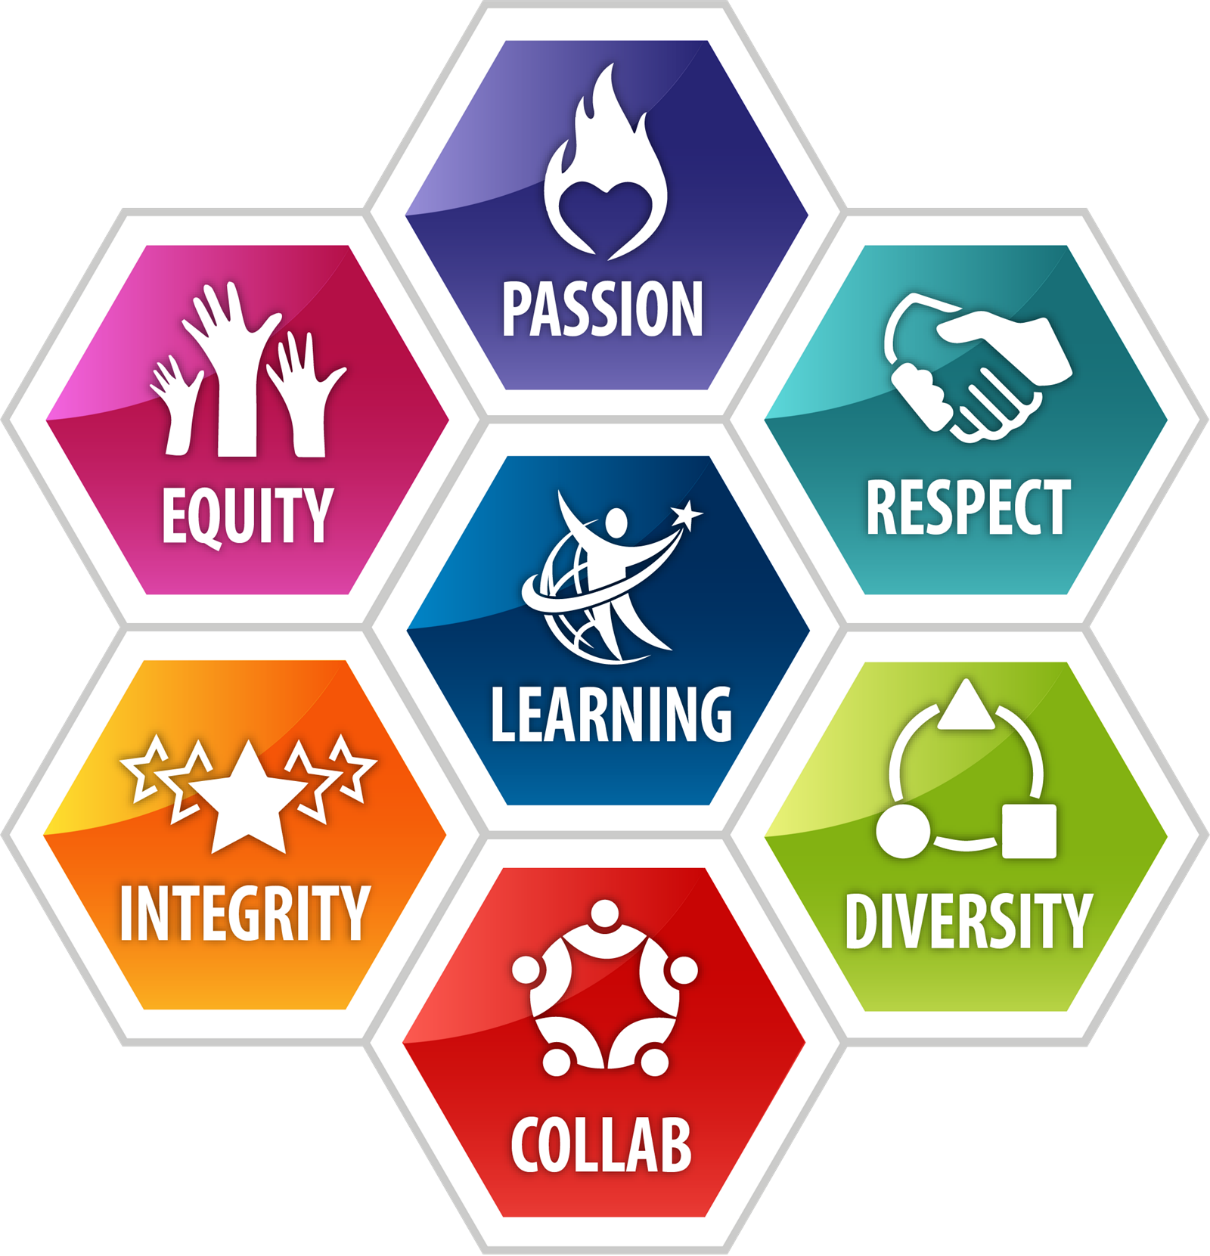 PASSION
EQUITY
RESPECT
LEARNING
INTEGRITY
DIVERSITY
COLLAB